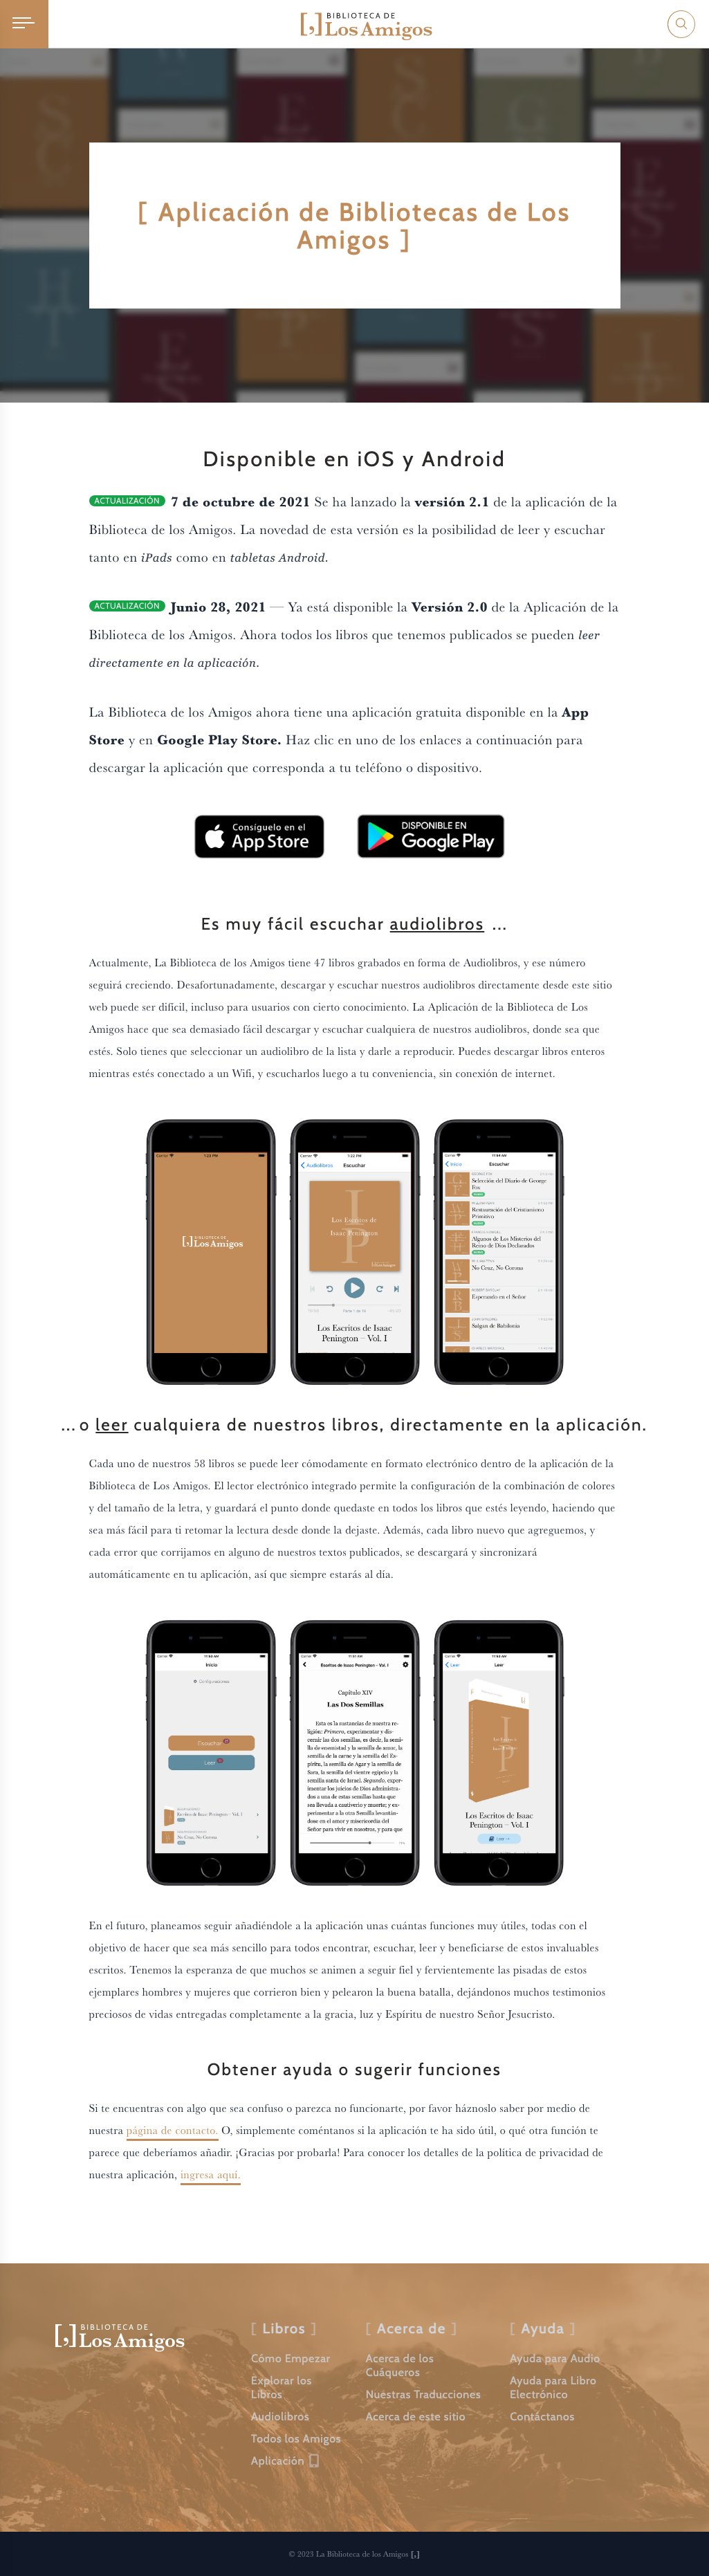 BIBLIOTECA DE
[,] Los Amigos
[ Aplicación de Bibliotecas de Los
Amigos ]
Disponible en iOS y Android
ACTUALIZACIÓN 7 de octubre de 2021 Se ha lanzado la versión 2.1 de la aplicación de la
Biblioteca de los Amigos. La novedad de esta versión es la posibilidad de leer y escuchar
tanto en iPads como en tabletas Android.
ACTUALIZACIÓN Junio 28, 2021 — Ya está disponible la Versión 2.0 de la Aplicación de la
Biblioteca de los Amigos. Ahora todos los libros que tenemos publicados se pueden leer
directamente en la aplicación.
La Biblioteca de los Amigos ahora tiene una aplicación gratuita disponible en la App
Store y en Google Play Store. Haz clic en uno de los enlaces a continuación para
descargar la aplicación que corresponda a tu teléfono o dispositivo.
Consíguelo en el
App Store
DISPONIBLE EN
Google Play
Es muy fácil escuchar audiolibros ...
Actualmente, La Biblioteca de los Amigos tiene 47 libros grabados en forma de Audiolibros, y ese número
seguirá creciendo. Desafortunadamente, descargar y escuchar nuestros audiolibros directamente desde este sitio
web puede ser difícil, incluso para usuarios con cierto conocimiento. La Aplicación de la Biblioteca de Los
Amigos hace que sea demasiado fácil descargar y escuchar cualquiera de nuestros audiolibros, donde sea que
estés. Solo tienes que seleccionar un audiolibro de la lista y darle a reproducir. Puedes descargar libros enteros
mientras estés conectado a un Wifi, y escucharlos luego a tu conveniencia, sin conexión de internet.
BIBLIOTECA DE
[,] Los Amigos
Audiolibros Escuchar
Los Escritos de
Isaac Penington
Los Escritos de Isaac
Penington – Vol. I
Inicio Escuchar
Selección del Diario de George
Fox
Restauración del Cristianismo
Primitivo
Algunos de Los Misterios del
Reino de Dios Declarados
No Cruz, No Corona
Esperando en el Señor
Salgan de Babilonia
... o leer cualquiera de nuestros libros, directamente en la aplicación.
Cada uno de nuestros 58 libros se puede leer cómodamente en formato electrónico dentro de la aplicación de la
Biblioteca de Los Amigos. El lector electrónico integrado permite la configuración de la combinación de colores
y del tamaño de la letra, y guardará el punto donde quedaste en todos los libros que estés leyendo, haciendo que
sea más fácil para ti retomar la lectura desde donde la dejaste. Además, cada libro nuevo que agreguemos, y
cada error que corrijamos en alguno de nuestros textos publicados, se descargará y sincronizará
automáticamente en tu aplicación, así que siempre estarás al día.
Inicio
Configuraciones
Escuchar
Leer
Escritos de Isaac Penington – Vol. I
No Cruz, No Corona
Escritos de Isaac Penington – Vol. I
Capítulo XIV
Las Dos Semillas
Leer Leer
Los Escritos de Isaac
Penington – Vol. I
Leer
En el futuro, planeamos seguir añadiéndole a la aplicación unas cuántas funciones muy útiles, todas con el
objetivo de hacer que sea más sencillo para todos encontrar, escuchar, leer y beneficiarse de estos invaluables
escritos. Tenemos la esperanza de que muchos se animen a seguir fiel y fervientemente las pisadas de estos
ejemplares hombres y mujeres que corrieron bien y pelearon la buena batalla, dejándonos muchos testimonios
preciosos de vidas entregadas completamente a la gracia, luz y Espíritu de nuestro Señor Jesucristo.
Obtener ayuda o sugerir funciones
Si te encuentras con algo que sea confuso o parezca no funcionarte, por favor háznoslo saber por medio de
nuestra página de contacto. O, simplemente coméntanos si la aplicación te ha sido útil, o qué otra función te
parece que deberíamos añadir. ¡Gracias por probarla! Para conocer los detalles de la política de privacidad de
nuestra aplicación, ingresa aquí.
BIBLIOTECA DE
[,] Los Amigos
[ Libros ]
Cómo Empezar
Explorar los
Libros
Audiolibros
Todos los Amigos
Aplicación
[ Acerca de ]
Acerca de los
Cuáqueros
Nuestras Traducciones
Acerca de este sitio
[ Ayuda ]
Ayuda para Audio
Ayuda para Libro
Electrónico
Contáctanos
© 2023 La Biblioteca de los Amigos [,]